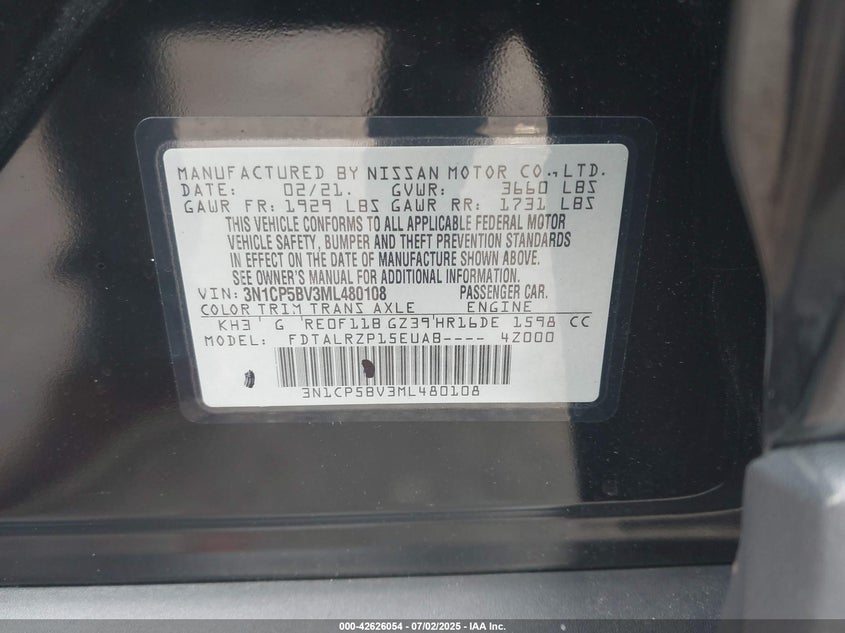 MANUFACTURED BY NISSAN MOTOR CO., LTD.
DATE: 02/21. GVWR: 3660 LBS
GAWR FR: 1929 LBS GAWR RR: 1731 LBS
THIS VEHICLE CONFORMS TO ALL APPLICABLE FEDERAL MOTOR
VEHICLE SAFETY, BUMPER AND THEFT PREVENTION STANDARDS
IN EFFECT ON THE DATE OF MANUFACTURE SHOWN ABOVE.
SEE OWNER'S MANUAL FOR ADDITIONAL INFORMATION.
VIN: 3N1CP5BV3ML480108 PASSENGER CAR.
COLOR TRIM TRANS AXLE ENGINE
KH3 G RE0F11B GZ39 HR16DE 1598 CC
MODEL: FDTALRZP15EUAB---- 4Z000
3N1CP5BV3ML480108
000-42626054 / 07/02/2025 - IAA Inc.